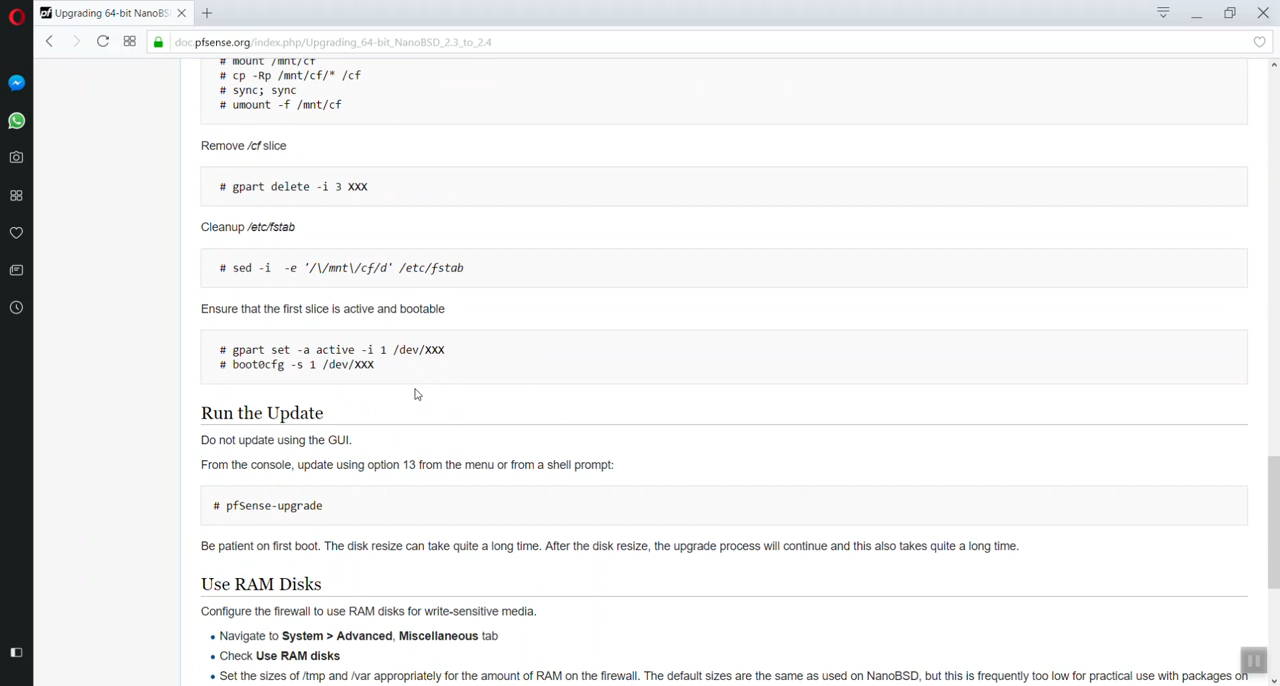 Upgrading 64-bit NanoBS
doc.pfsense.org/index.php/Upgrading_64-bit_NanoBSD_2.3_to_2.4
# mount /mnt/cf
# cp -Rp /mnt/cf/* /cf
# sync; sync
# umount -f /mnt/cf
Remove /cf slice
# gpart delete -i 3 XXX
Cleanup /etc/fstab
# sed -i  -e '/\/mnt\/cf/d' /etc/fstab
Ensure that the first slice is active and bootable
# gpart set -a active -i 1 /dev/XXX
# boot0cfg -s 1 /dev/XXX
Run the Update
Do not update using the GUI.
From the console, update using option 13 from the menu or from a shell prompt:
# pfSense-upgrade
Be patient on first boot. The disk resize can take quite a long time. After the disk resize, the upgrade process will continue and this also takes quite a long time.
Use RAM Disks
Configure the firewall to use RAM disks for write-sensitive media.
• Navigate to System > Advanced, Miscellaneous tab
• Check Use RAM disks
• Set the sizes of /tmp and /var appropriately for the amount of RAM on the firewall. The default sizes are the same as used on NanoBSD, but this is frequently too low for practical use with packages on